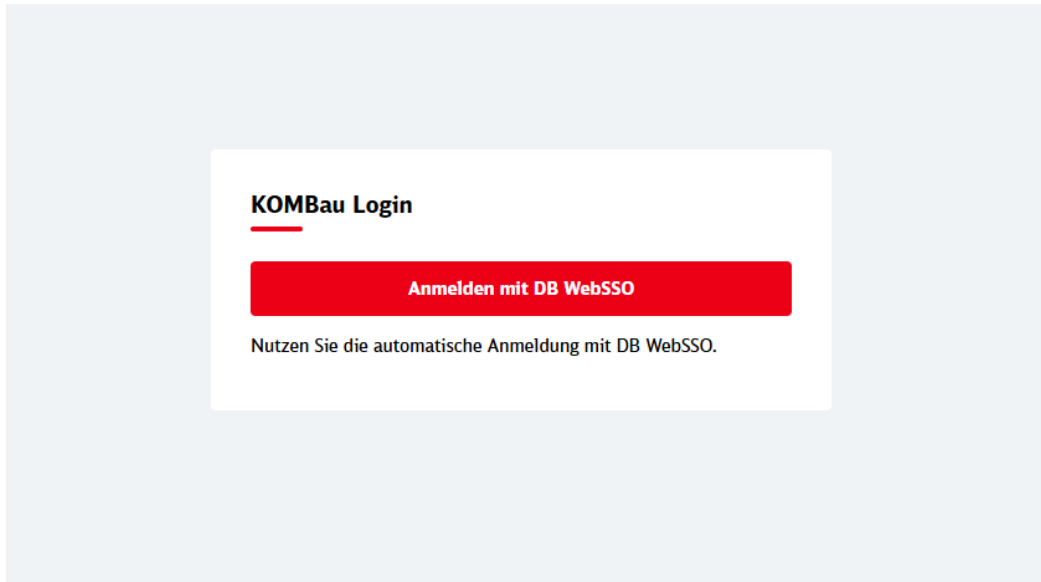 KOMBau Login
Anmelden mit DB WebSSO
Nutzen Sie die automatische Anmeldung mit DB WebSSO.